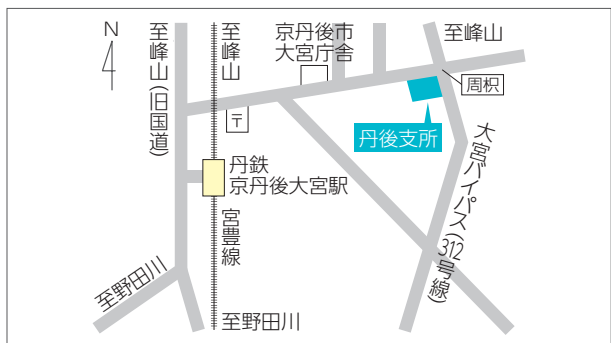 N
至峰山(旧国道)
至峰山
京丹後市
大宮庁舎
至峰山
周枳
〒
丹後支所
丹鉄
京丹後大宮駅
宮豊線
大宮バイパス(312号線)
至野田川
至野田川